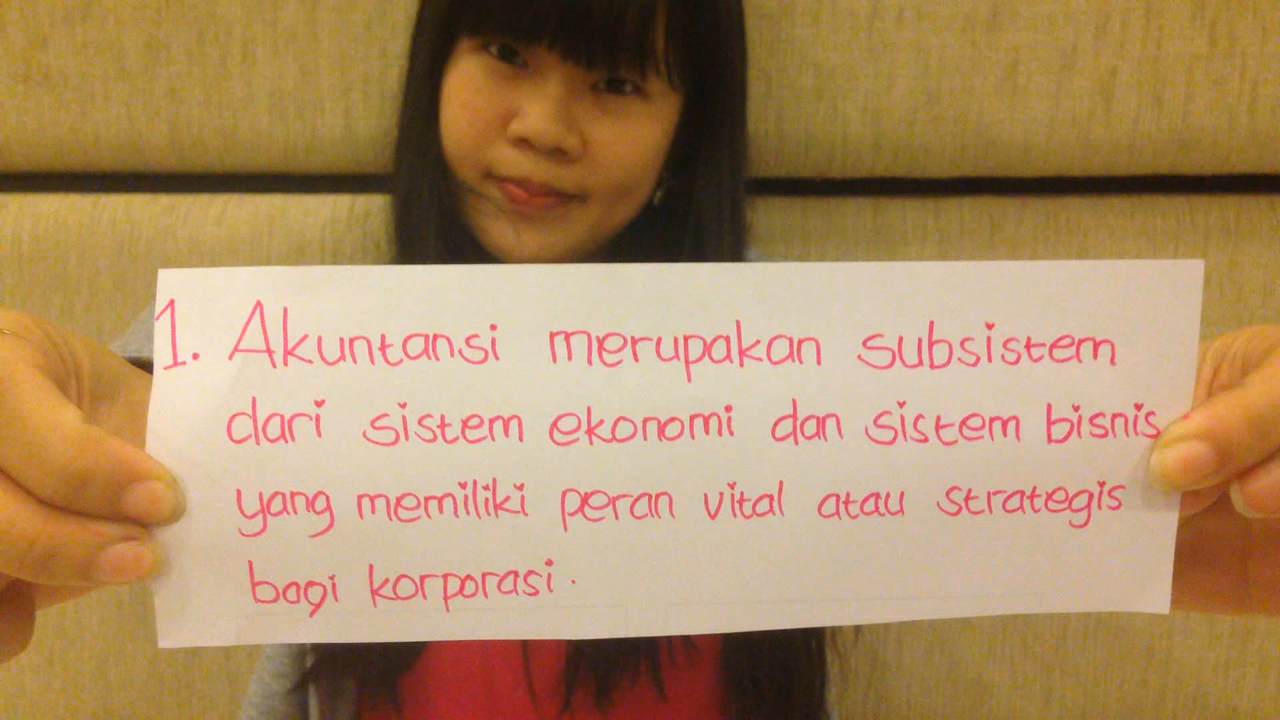 1. Akuntansi merupakan subsistem
dari sistem ekonomi dan sistem bisnis
yang memiliki peran vital atau strategis
bagi korporasi.